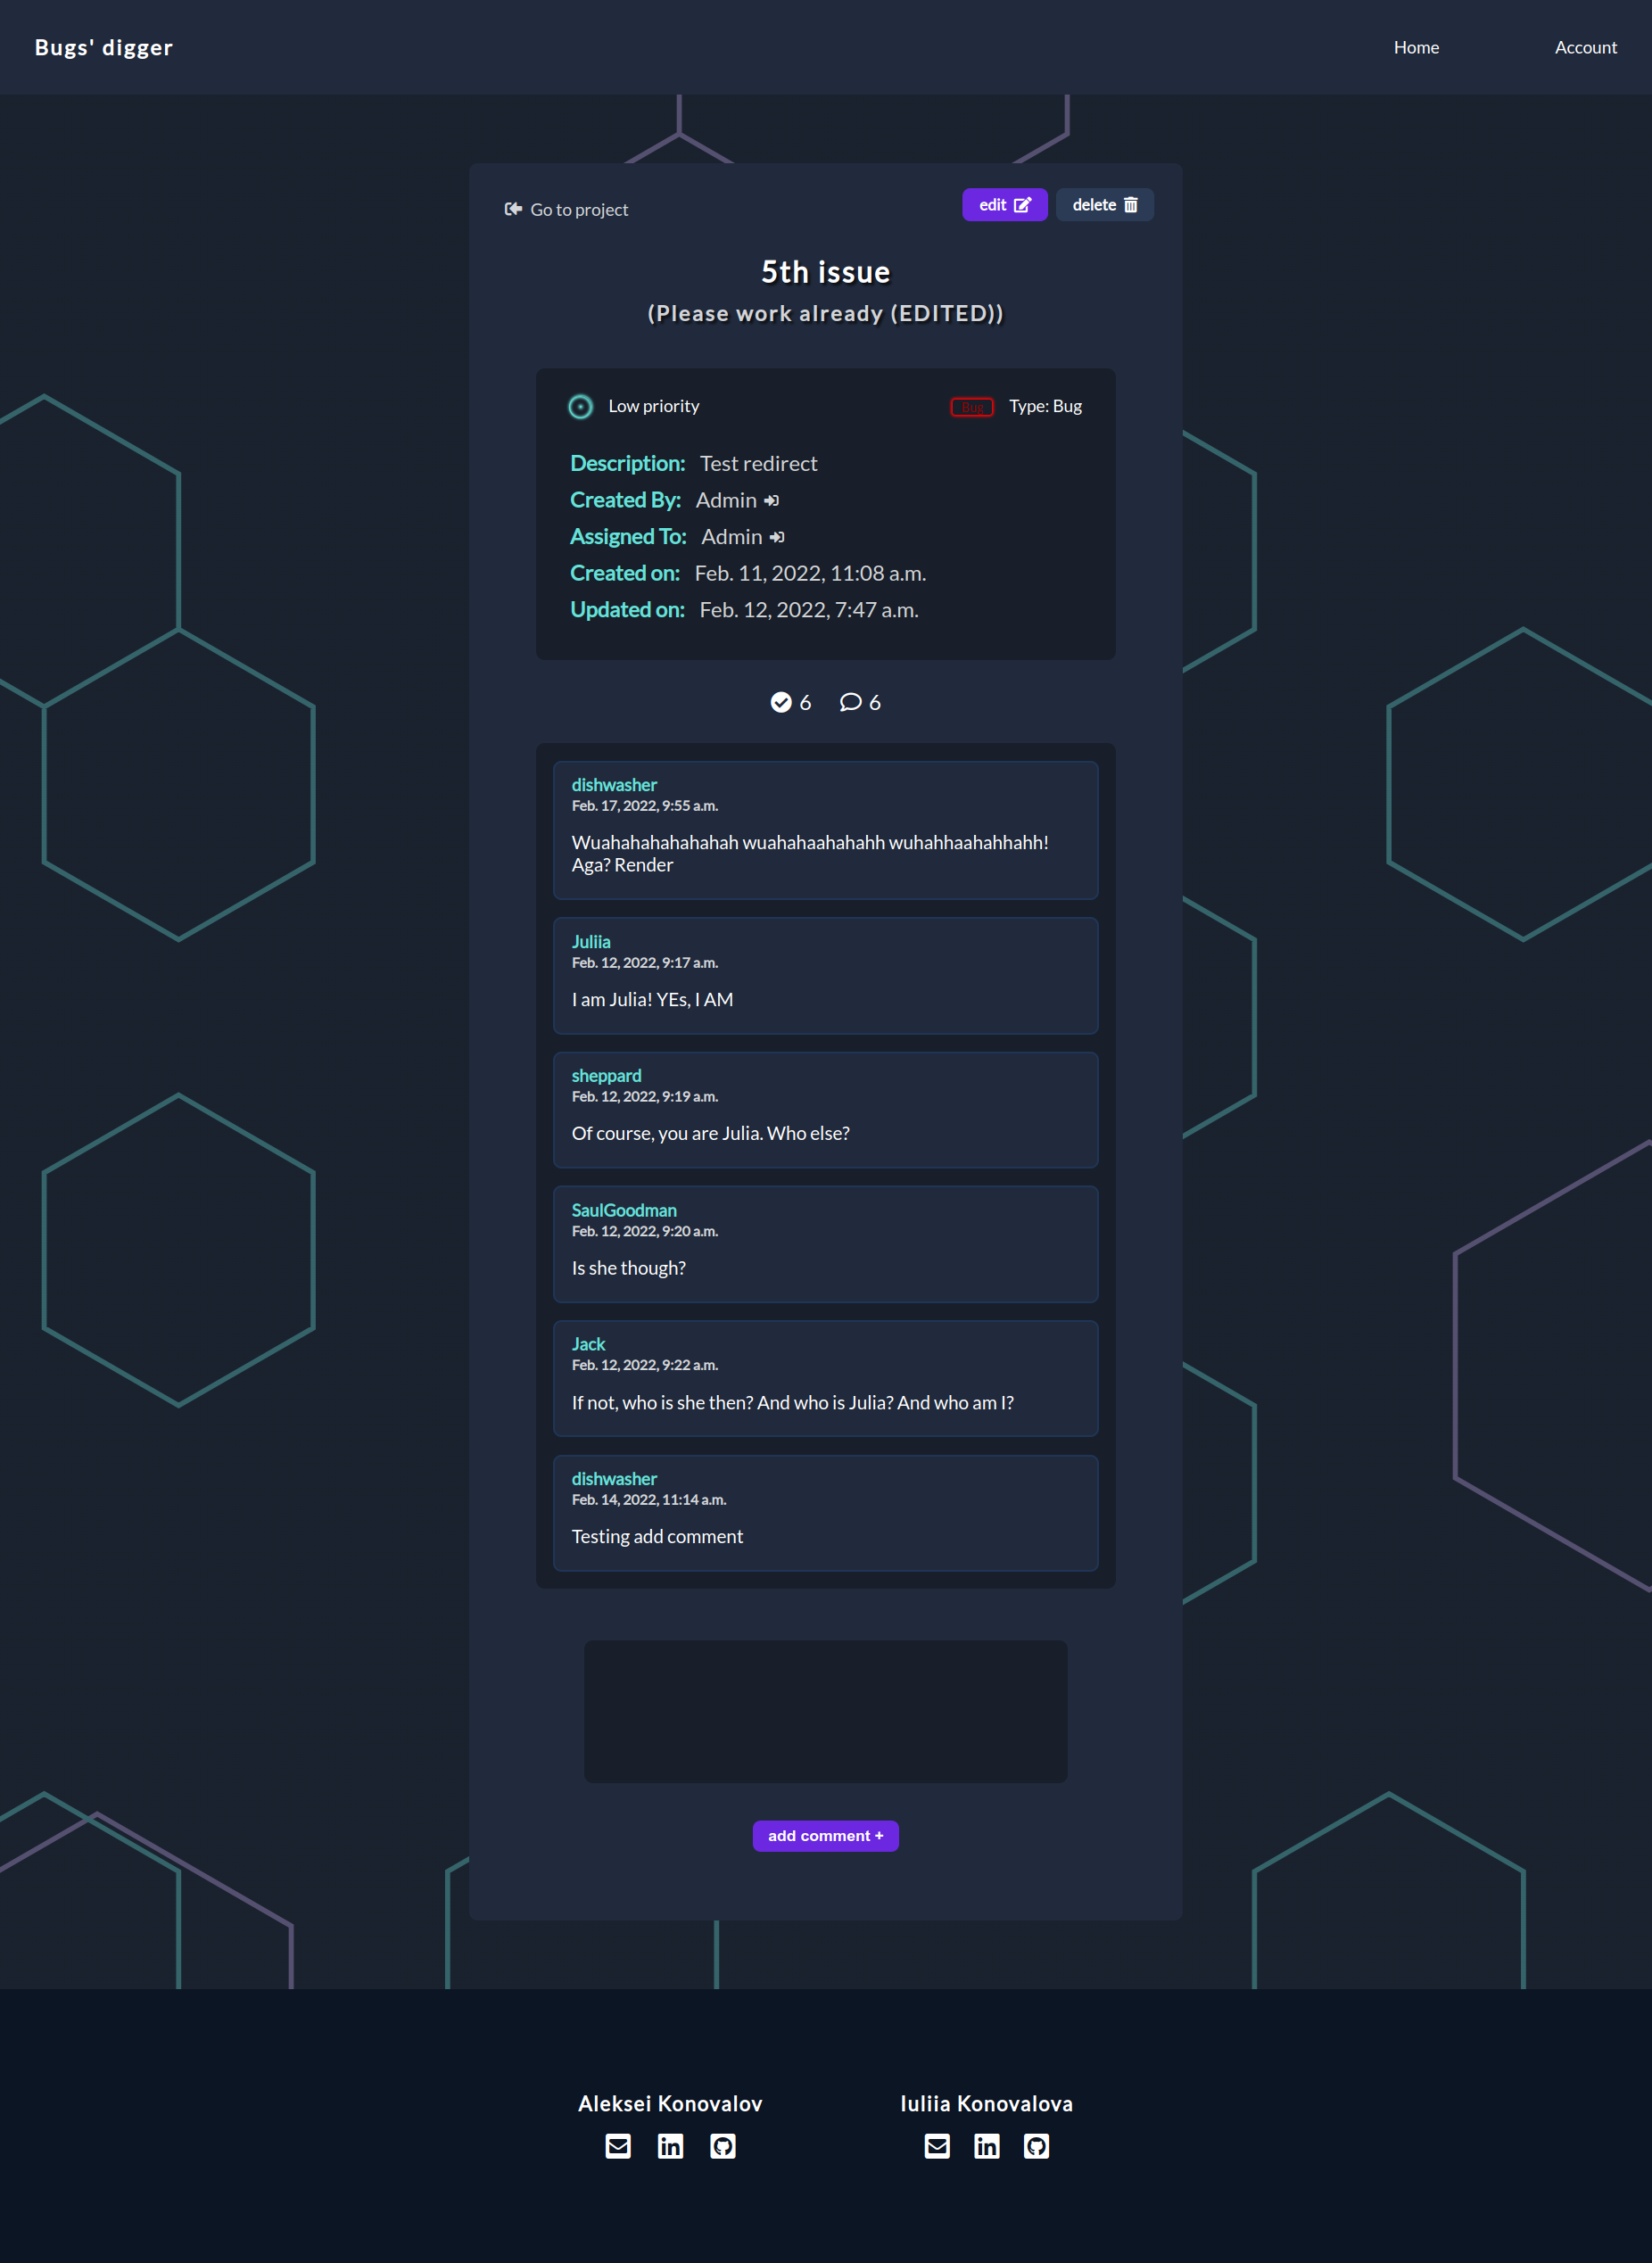 Bugs' digger
Home
Account
Go to project
edit
delete
5th issue
(Please work already (EDITED))
Low priority
Bug
Type: Bug
Description: Test redirect
Created By: Admin
Assigned To: Admin
Created on: Feb. 11, 2022, 11:08 a.m.
Updated on: Feb. 12, 2022, 7:47 a.m.
6
6
dishwasher
Feb. 17, 2022, 9:55 a.m.
Wuahahahahahahah wuahahaahahahh wuhahhaahahhahh!
Aga? Render
Juliia
Feb. 12, 2022, 9:17 a.m.
I am Julia! YEs, I AM
sheppard
Feb. 12, 2022, 9:19 a.m.
Of course, you are Julia. Who else?
SaulGoodman
Feb. 12, 2022, 9:20 a.m.
Is she though?
Jack
Feb. 12, 2022, 9:22 a.m.
If not, who is she then? And who is Julia? And who am I?
dishwasher
Feb. 14, 2022, 11:14 a.m.
Testing add comment
add comment +
Aleksei Konovalov
Iuliia Konovalova